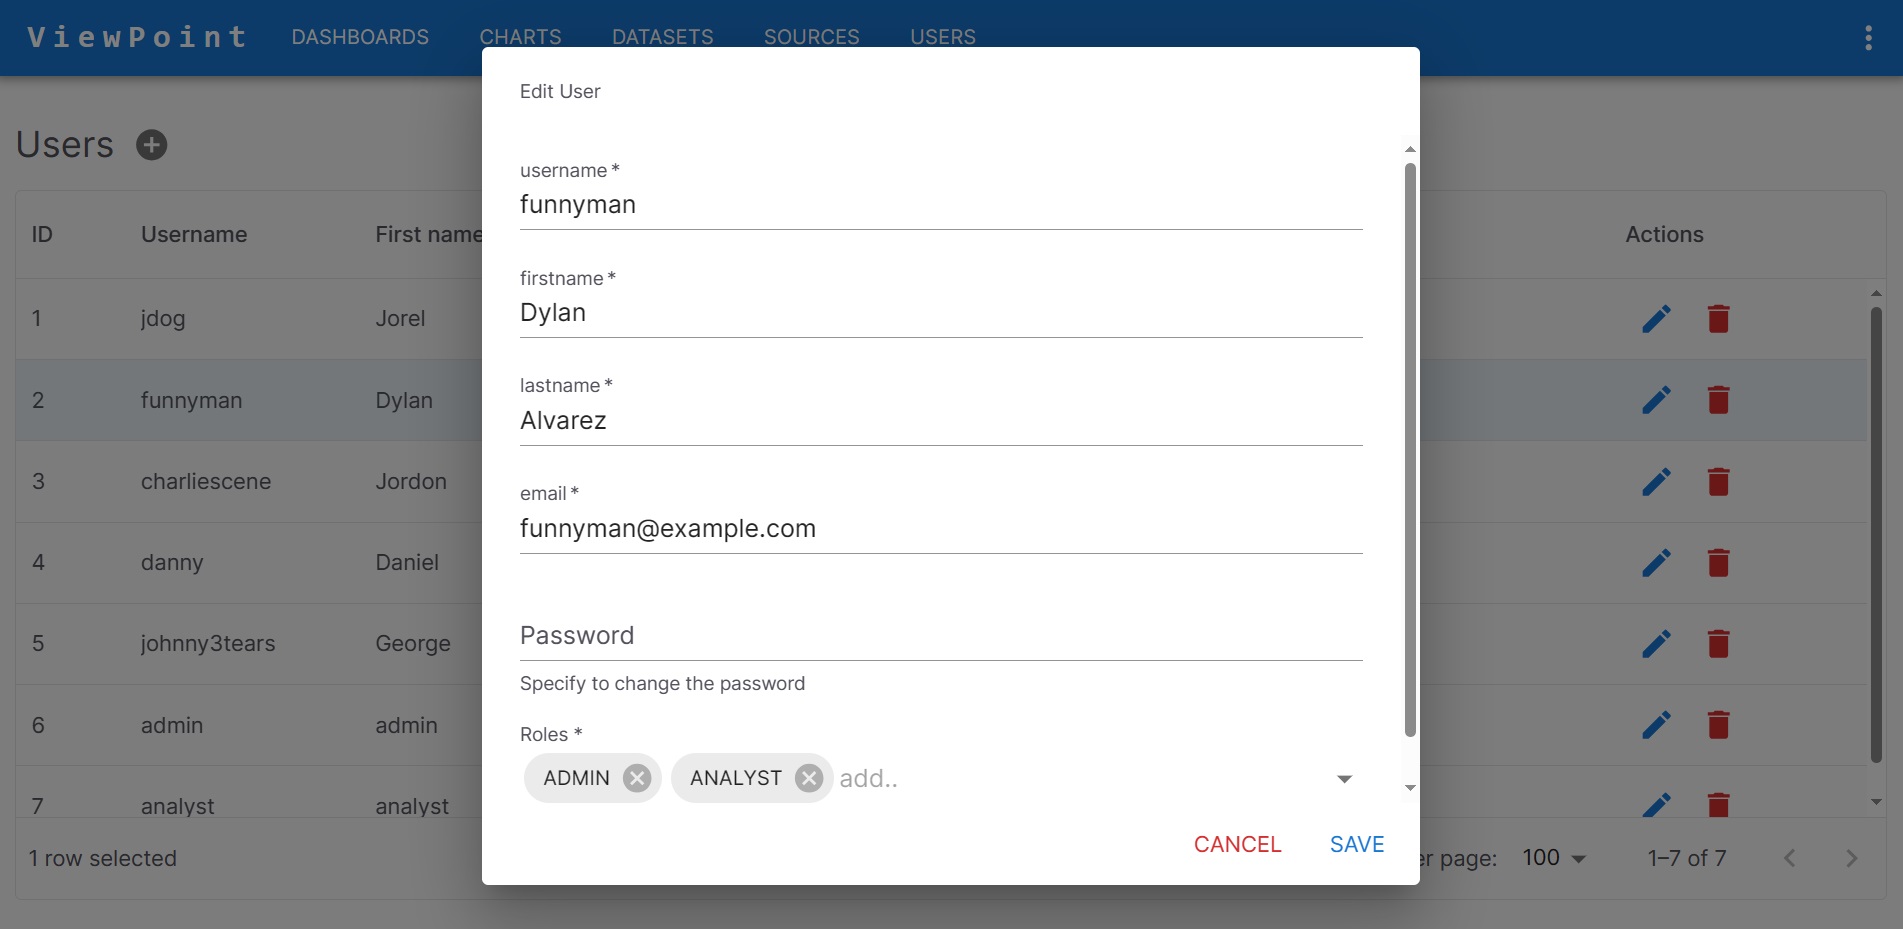 ViewPoint DASHBOARDS CHARTS DATASETS SOURCES USERS
Users
ID Username First name Actions
1 jdog Jorel
2 funnyman Dylan
3 charliescene Jordon
4 danny Daniel
5 johnny3tears George
6 admin admin
7 analyst analyst
1 row selected
er page: 100 1–7 of 7
Edit User
username *
funnyman
firstname *
Dylan
lastname *
Alvarez
email *
funnyman@example.com
Password
Specify to change the password
Roles *
ADMIN ANALYST add..
CANCEL SAVE